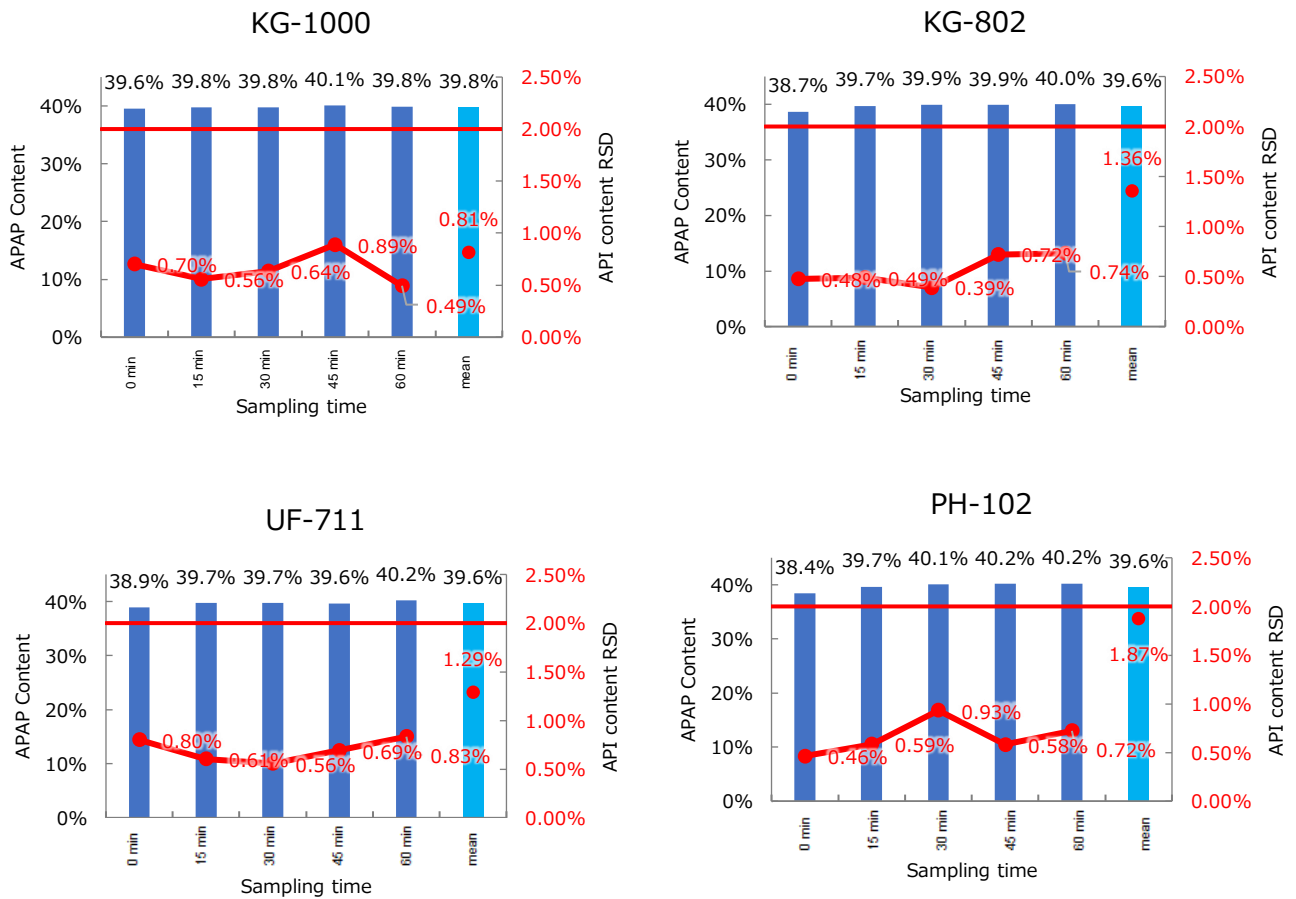 KG-1000
39.6% 39.8% 39.8% 40.1% 39.8% 39.8%
2.50%
40%
2.00%
30%
1.50%
20%
0.81%
1.00%
0.89%
0.70% 0.56% 0.64%
10%
0.50%
0.49%
0%
0.00%
APAP Content
API content RSD
0 min 15 min 30 min 45 min 60 min mean
Sampling time
KG-802
38.7% 39.7% 39.9% 39.9% 40.0% 39.6%
2.50%
40%
2.00%
1.36%
30%
1.50%
20%
1.00%
0.72%
0.74%
0.48% 0.49% 0.39%
10%
0.50%
0%
0.00%
APAP Content
API content RSD
0 min 15 min 30 min 45 min 60 min mean
Sampling time
UF-711
38.9% 39.7% 39.7% 39.6% 40.2% 39.6%
2.50%
40%
2.00%
30%
1.29%
1.50%
20%
1.00%
0.80% 0.61% 0.56% 0.69% 0.83%
10%
0.50%
0%
0.00%
APAP Content
API content RSD
0 min 15 min 30 min 45 min 60 min mean
Sampling time
PH-102
38.4% 39.7% 40.1% 40.2% 40.2% 39.6%
2.50%
40%
2.00%
30%
1.87%
1.50%
20%
1.00%
0.93%
0.46% 0.59% 0.58% 0.72%
10%
0.50%
0%
0.00%
APAP Content
API content RSD
0 min 15 min 30 min 45 min 60 min mean
Sampling time